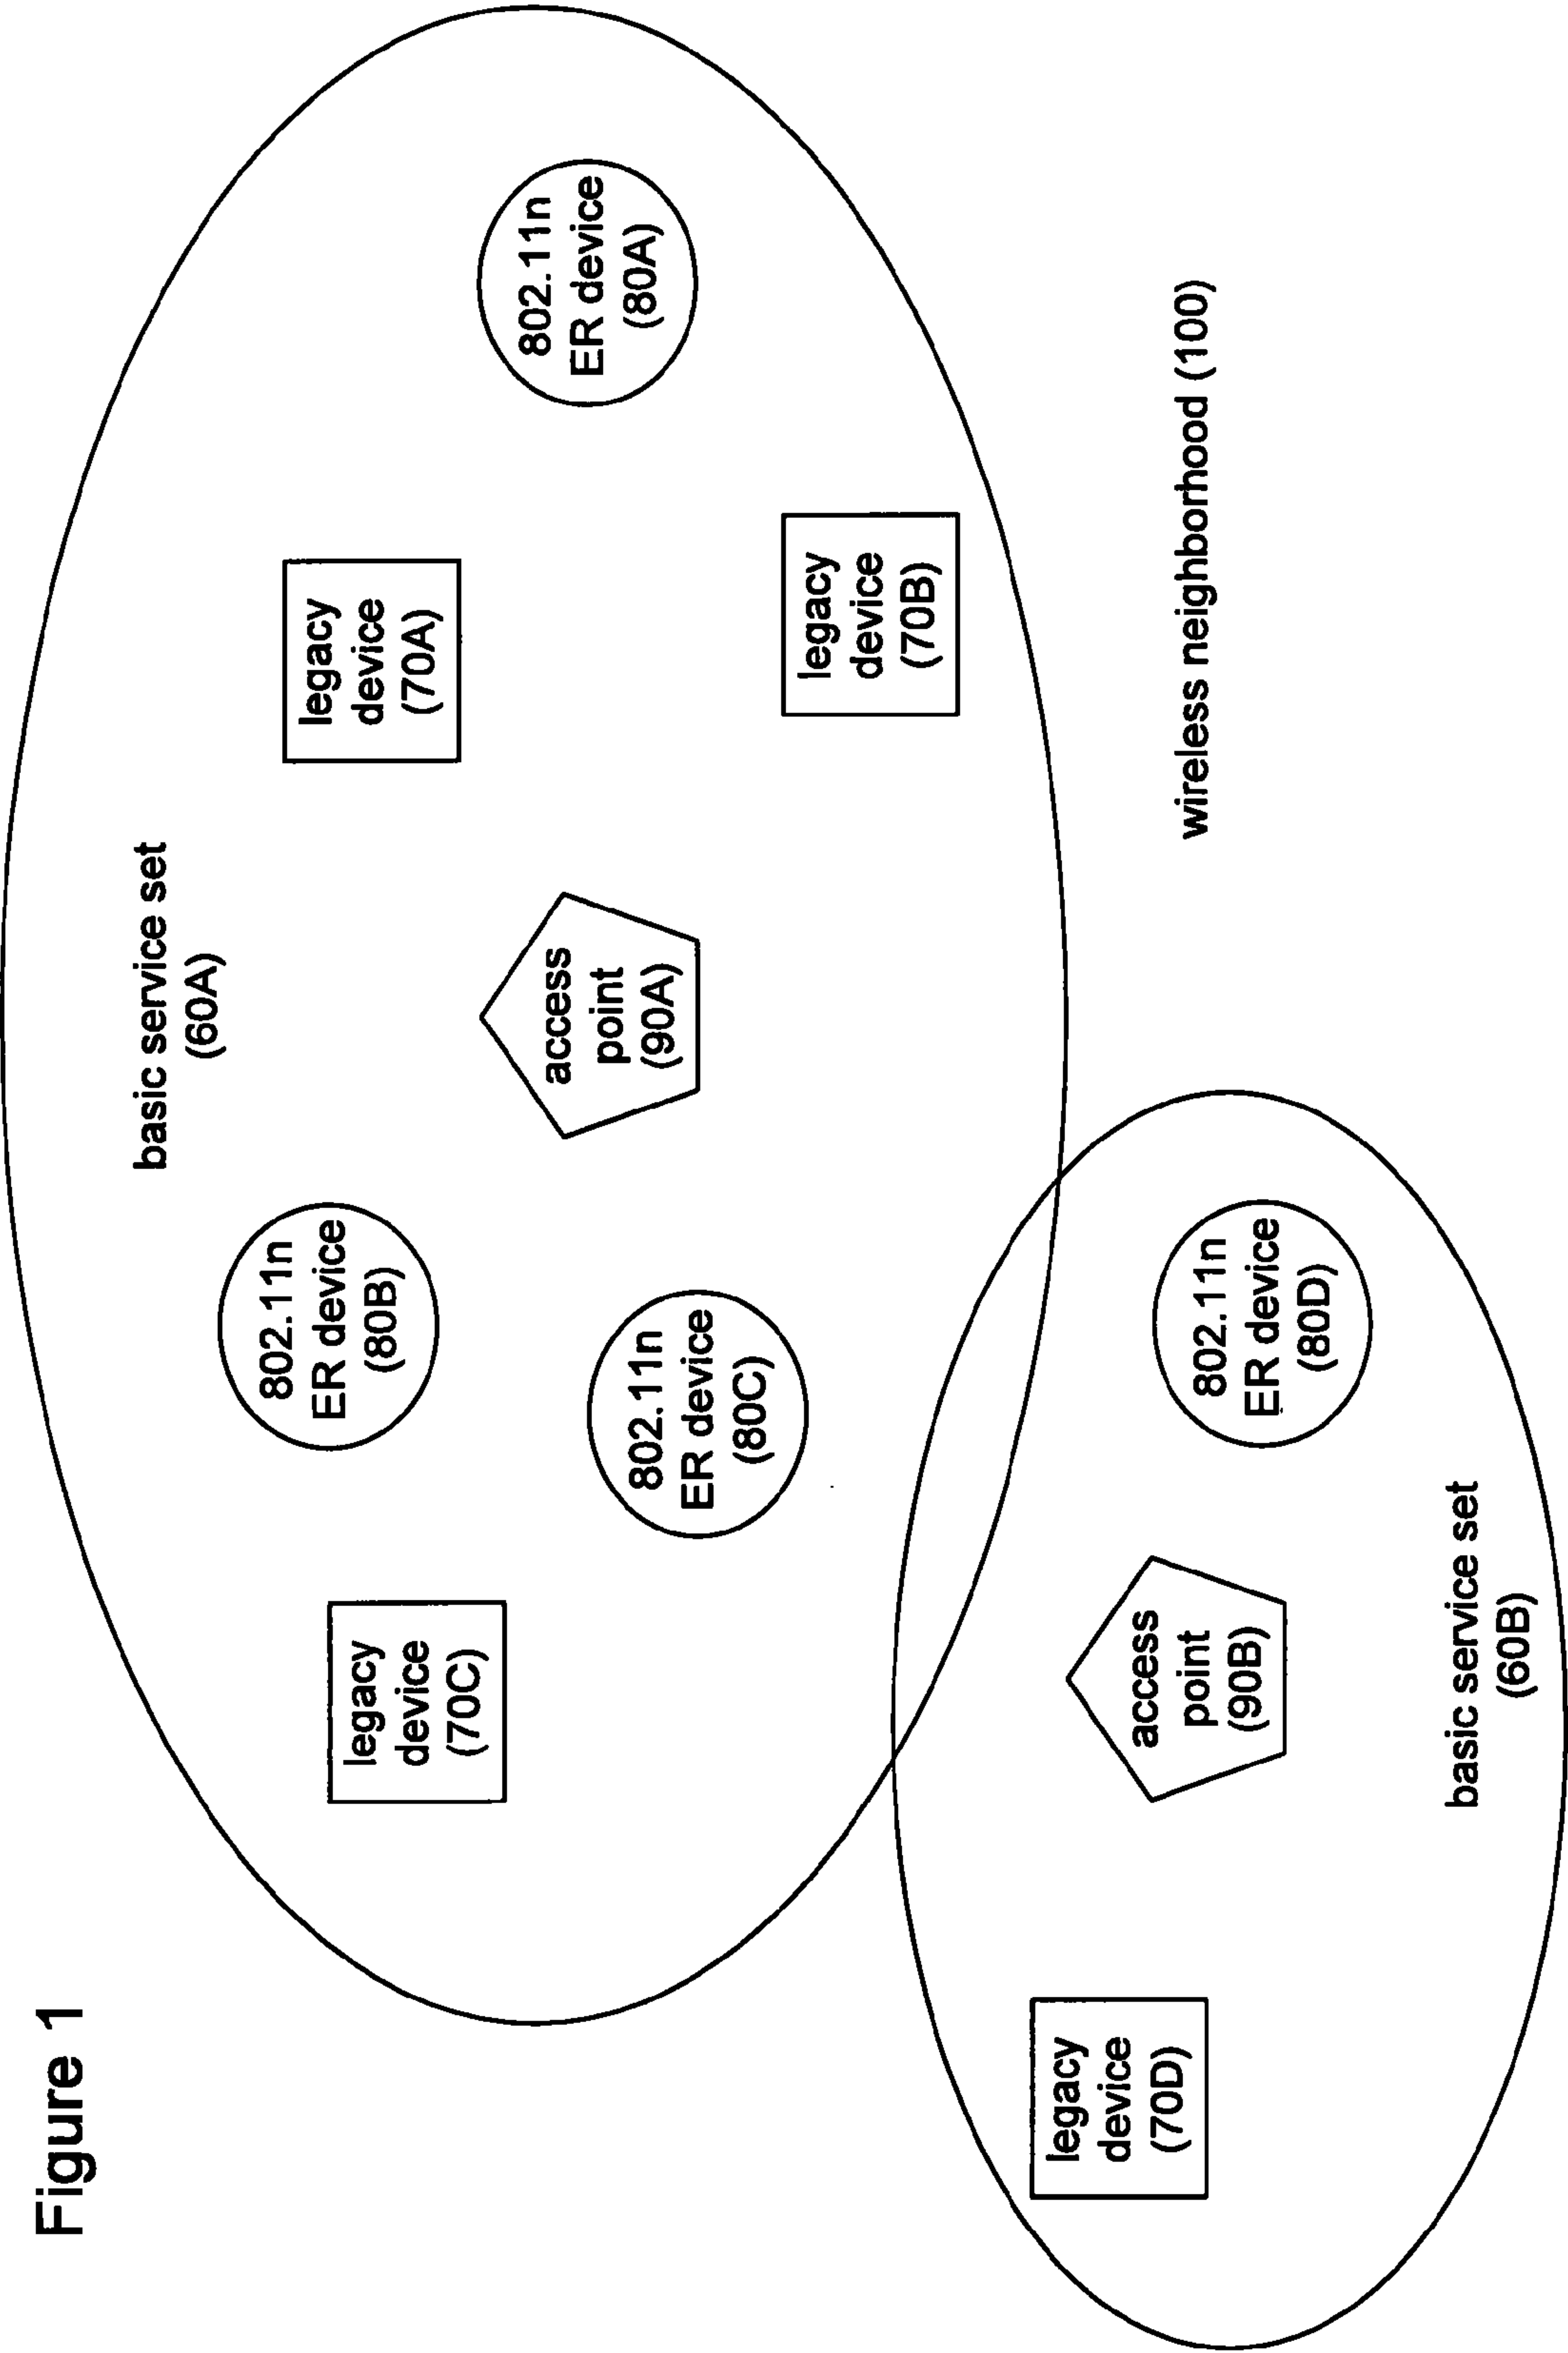 Figure 1
basic service set
(60A)
802.11n
ER device
(80B)
legacy
device
(70A)
legacy
device
(70C)
802.11n
ER device
(80A)
access
point
(90A)
802.11n
ER device
(80C)
legacy
device
(70B)
legacy
device
(70D)
access
point
(90B)
802.11n
ER device
(80D)
wireless neighborhood (100)
basic service set
(60B)